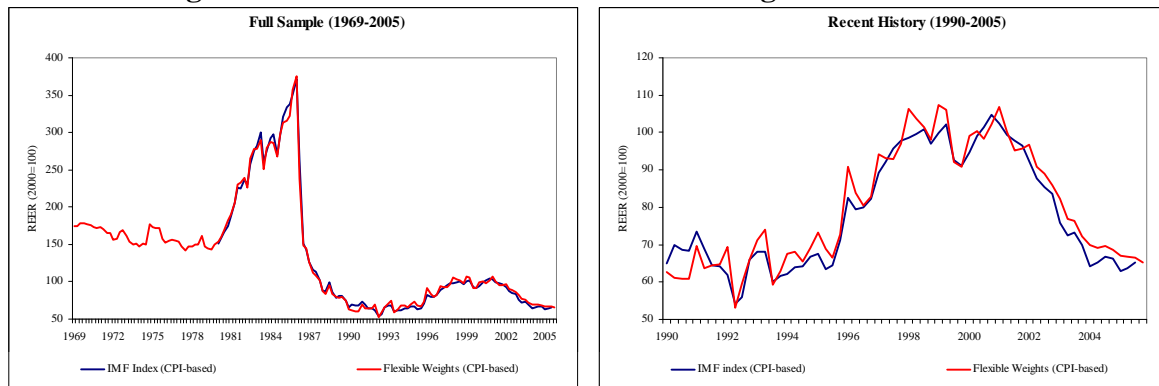 Full Sample (1969-2005)
400
350
300
250
200
150
100
50
REER (2000=100)
1969 1972 1975 1978 1981 1984 1987 1990 1993 1996 1999 2002 2005
IMF Index (CPI-based) Flexible Weights (CPI-based)
Recent History (1990-2005)
120
110
100
90
80
70
60
50
REER (2000=100)
1990 1992 1994 1996 1998 2000 2002 2004
IMF index (CPI-based) Flexible Weights (CPI-based)